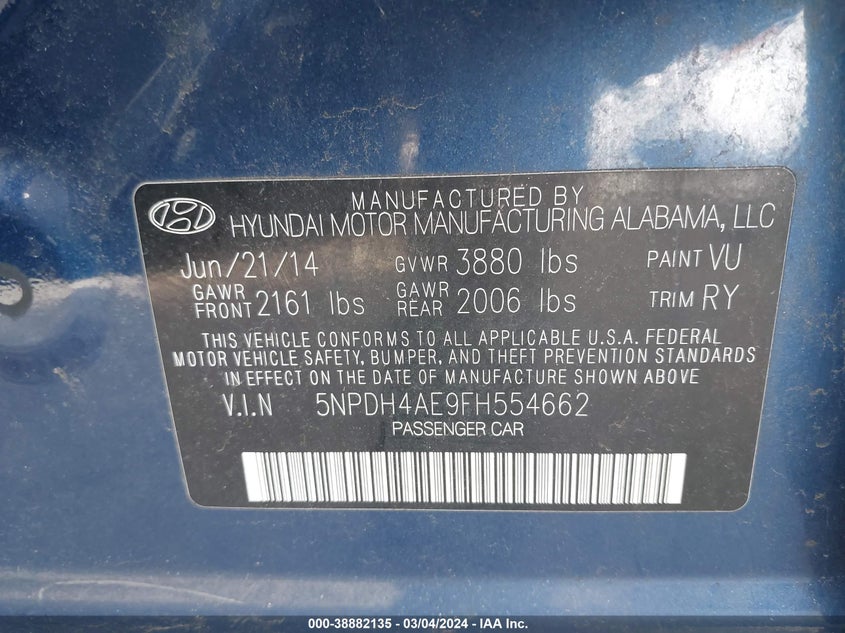 MANUFACTURED BY
HYUNDAI MOTOR MANUFACTURING ALABAMA, LLC
Jun/21/14 GVWR 3880 lbs PAINT VU
GAWR FRONT 2161 lbs GAWR REAR 2006 lbs TRIM RY
THIS VEHICLE CONFORMS TO ALL APPLICABLE U.S.A. FEDERAL
MOTOR VEHICLE SAFETY, BUMPER, AND THEFT PREVENTION STANDARDS
IN EFFECT ON THE DATE OF MANUFACTURE SHOWN ABOVE
V.I.N 5NPDH4AE9FH554662
PASSENGER CAR
000-38882135 - 03/04/2024 - IAA Inc.